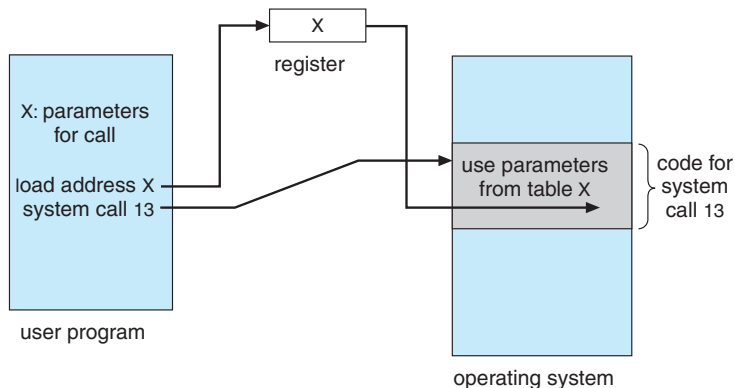 X
register
X: parameters
for call
load address X
system call 13
user program
use parameters
from table X
code for
system
call 13
operating system